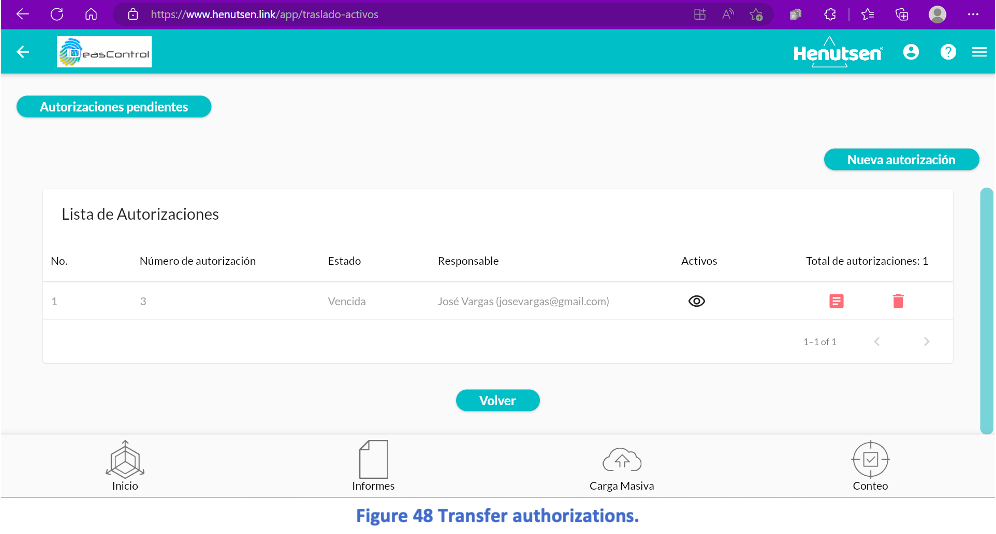 https://www.henutsen.link/app/traslado-activos
easControl
Henutsen
Autorizaciones pendientes
Nueva autorización
Lista de Autorizaciones
No. Número de autorización Estado Responsable Activos Total de autorizaciones: 1
1 3 Vencida José Vargas (josevargas@gmail.com)
1–1 of 1
Volver
Inicio Informes Carga Masiva Conteo
Figure 48 Transfer authorizations.